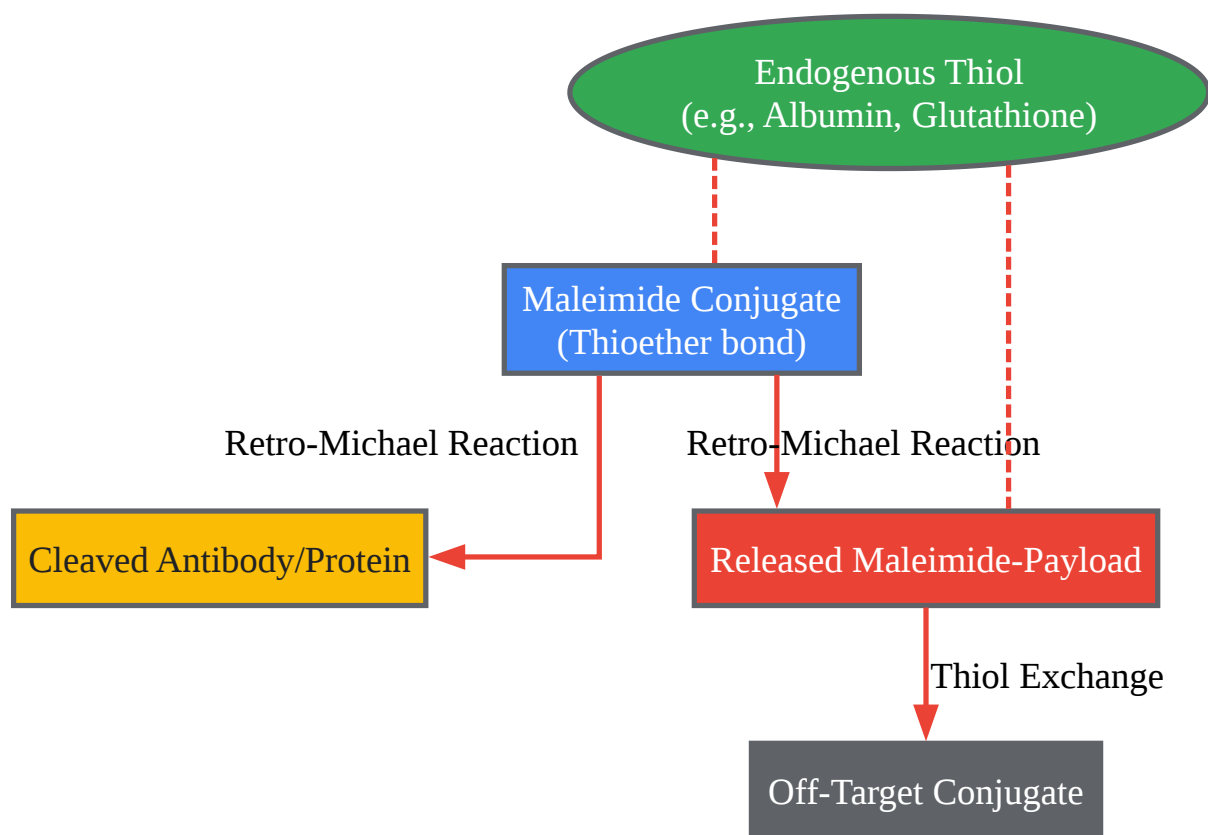 Endogenous Thiol
(e.g., Albumin, Glutathione)
Maleimide Conjugate
(Thioether bond)
Retro-Michael Reaction
Retro-Michael Reaction
Cleaved Antibody/Protein
Released Maleimide-Payload
Thiol Exchange
Off-Target Conjugate